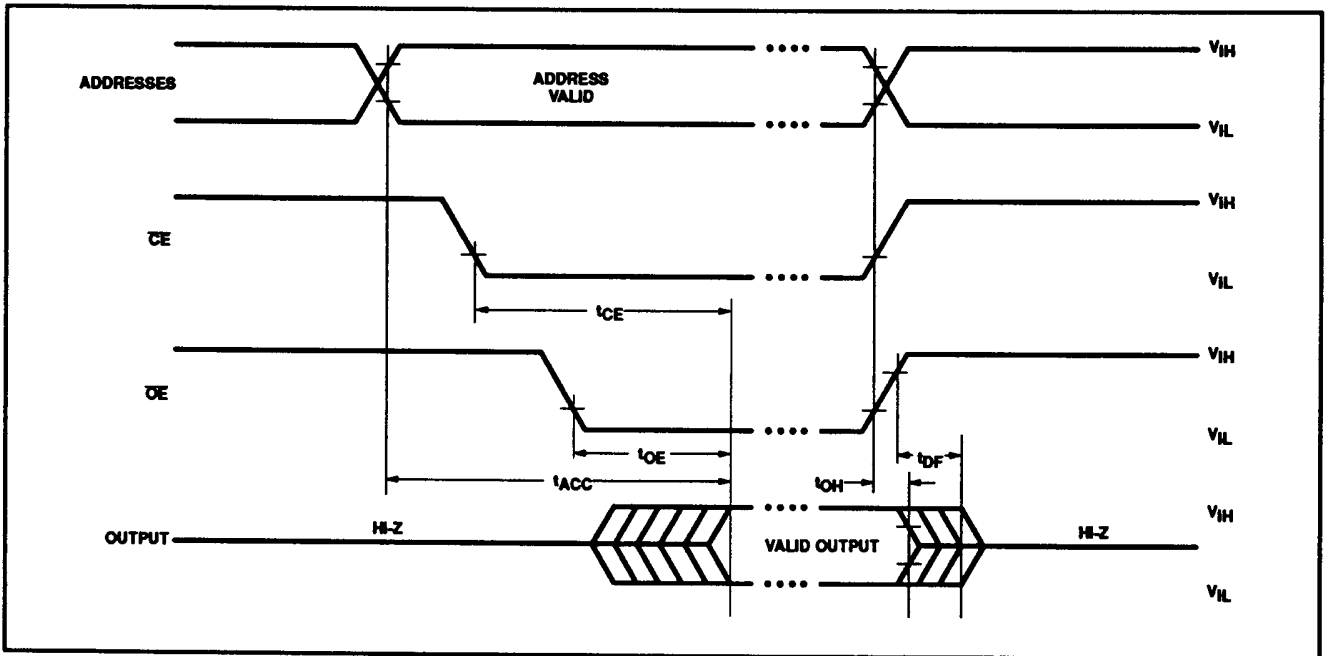 ADDRESSES
ADDRESS
VALID
VIH
VIL
CE
VIH
VIL
tCE
OE
VIH
VIL
tOE
tDF
tACC
tOH
OUTPUT
HI-Z
VALID OUTPUT
HI-Z
VIH
VIL